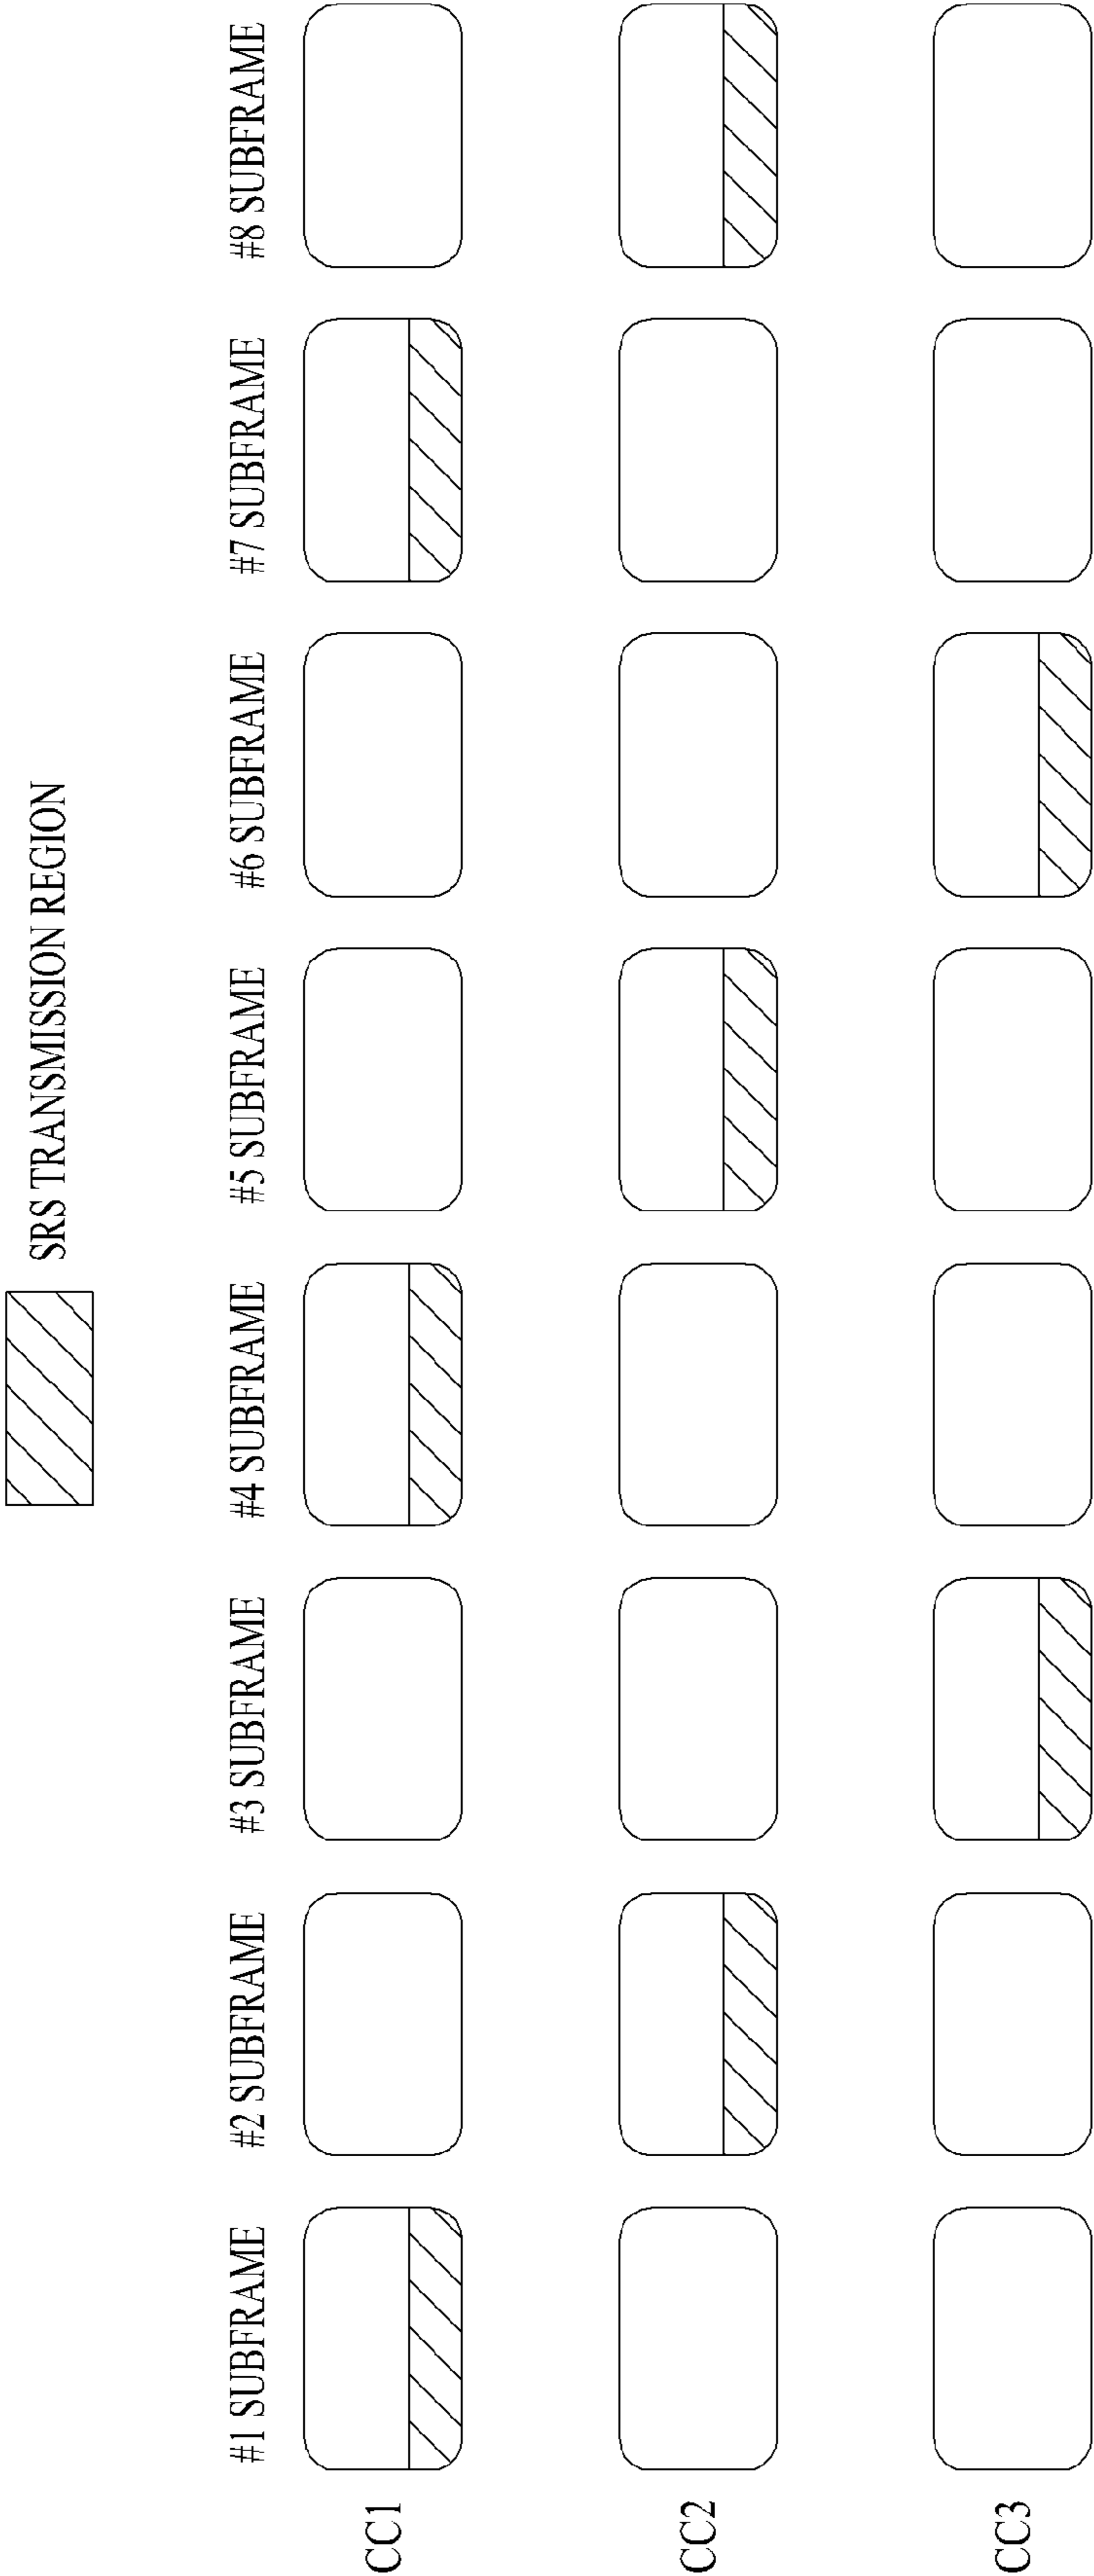 SRS TRANSMISSION REGION
#1 SUBFRAME
#2 SUBFRAME
#3 SUBFRAME
#4 SUBFRAME
#5 SUBFRAME
#6 SUBFRAME
#7 SUBFRAME
#8 SUBFRAME
CC1
CC2
CC3